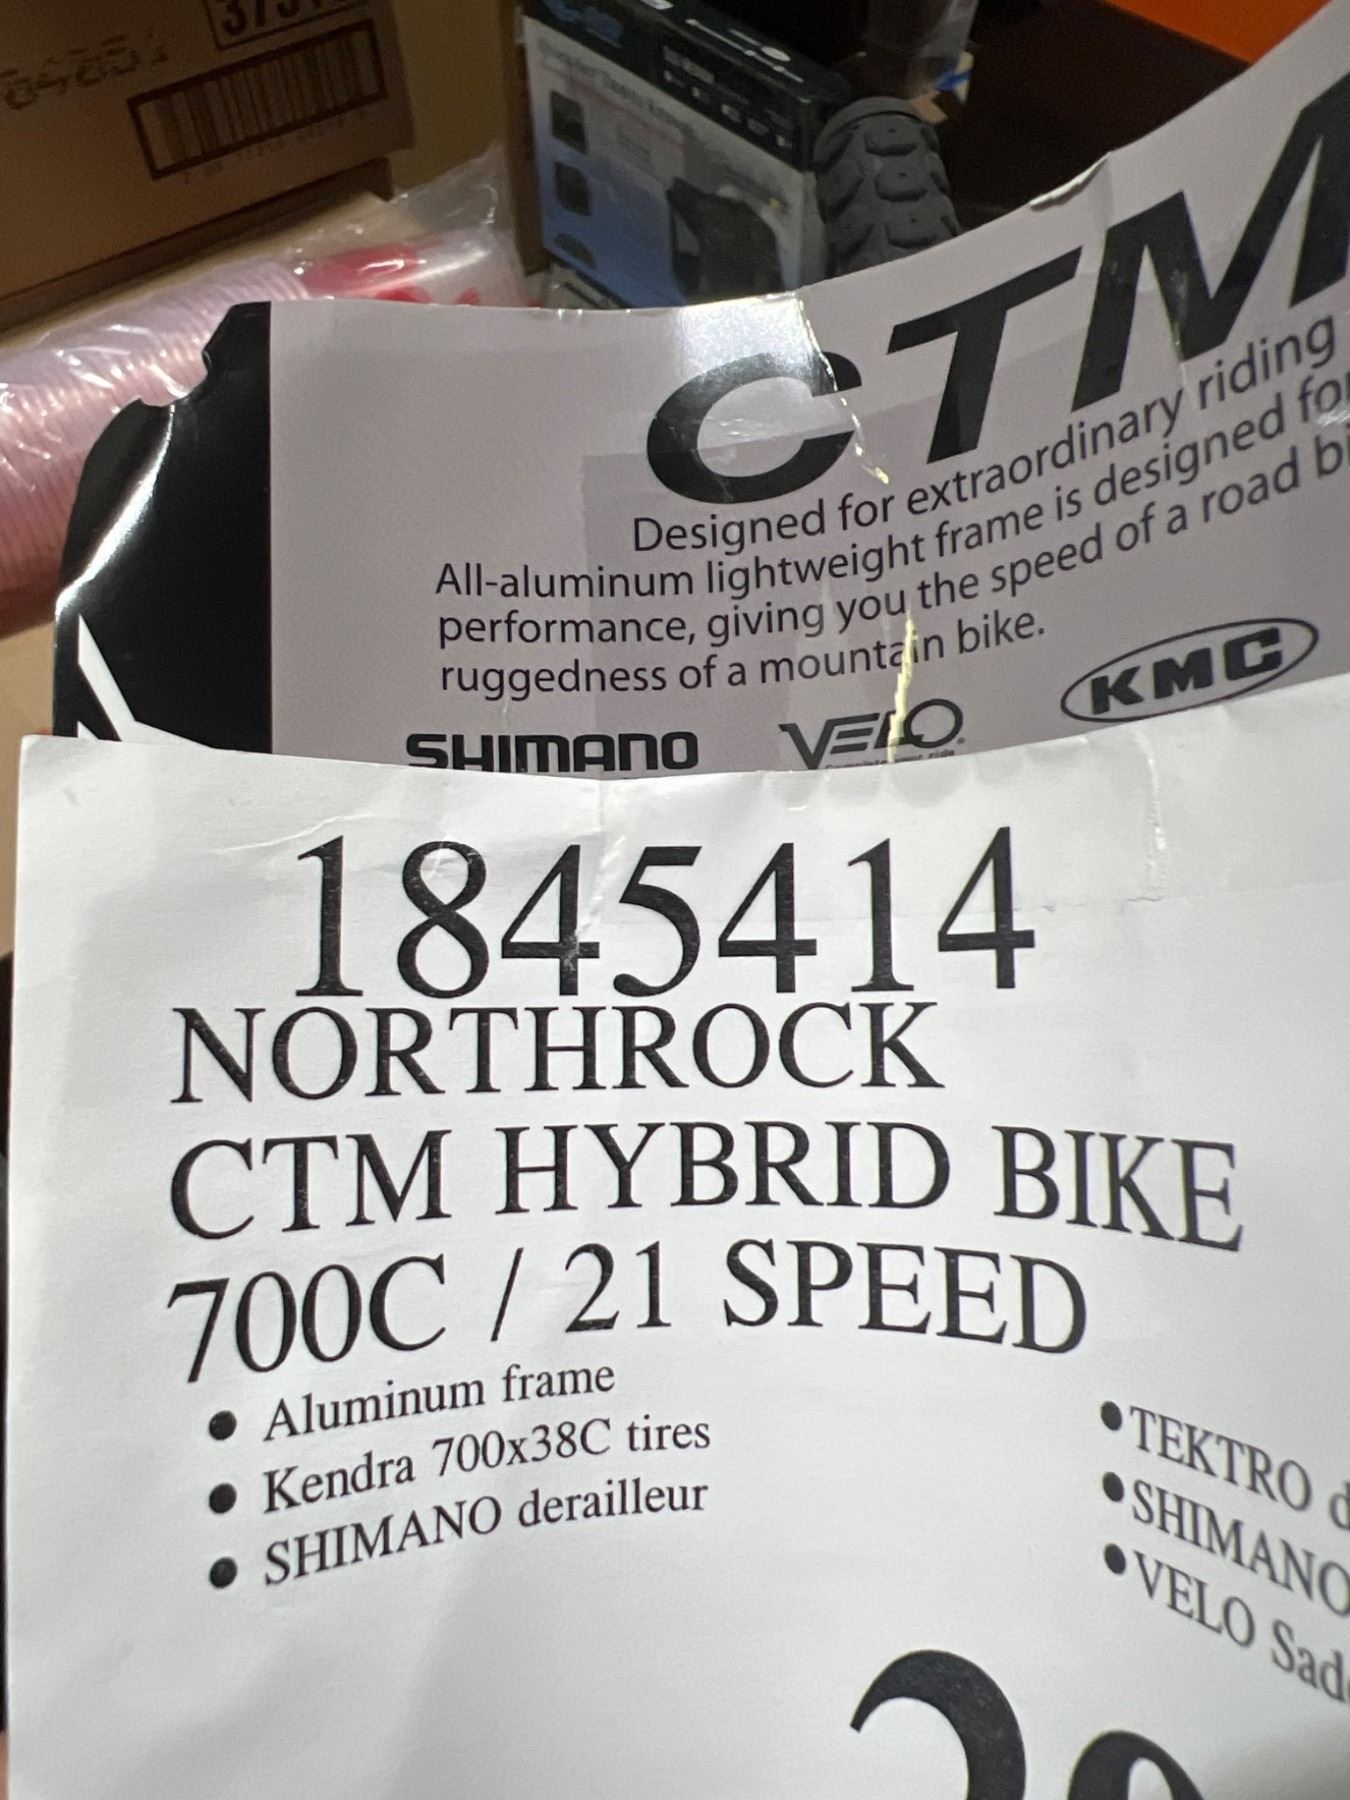 CTM
Designed for extraordinary riding
All-aluminum lightweight frame is designed for
performance, giving you the speed of a road
ruggedness of a mountain bike.
SHIMANO VELO KMC
1845414
NORTHROCK
CTM HYBRID BIKE
700C / 21 SPEED
• Aluminum frame
• Kendra 700x38C tires
• SHIMANO derailleur
• TEKTRO
• SHIMANO
• VELO